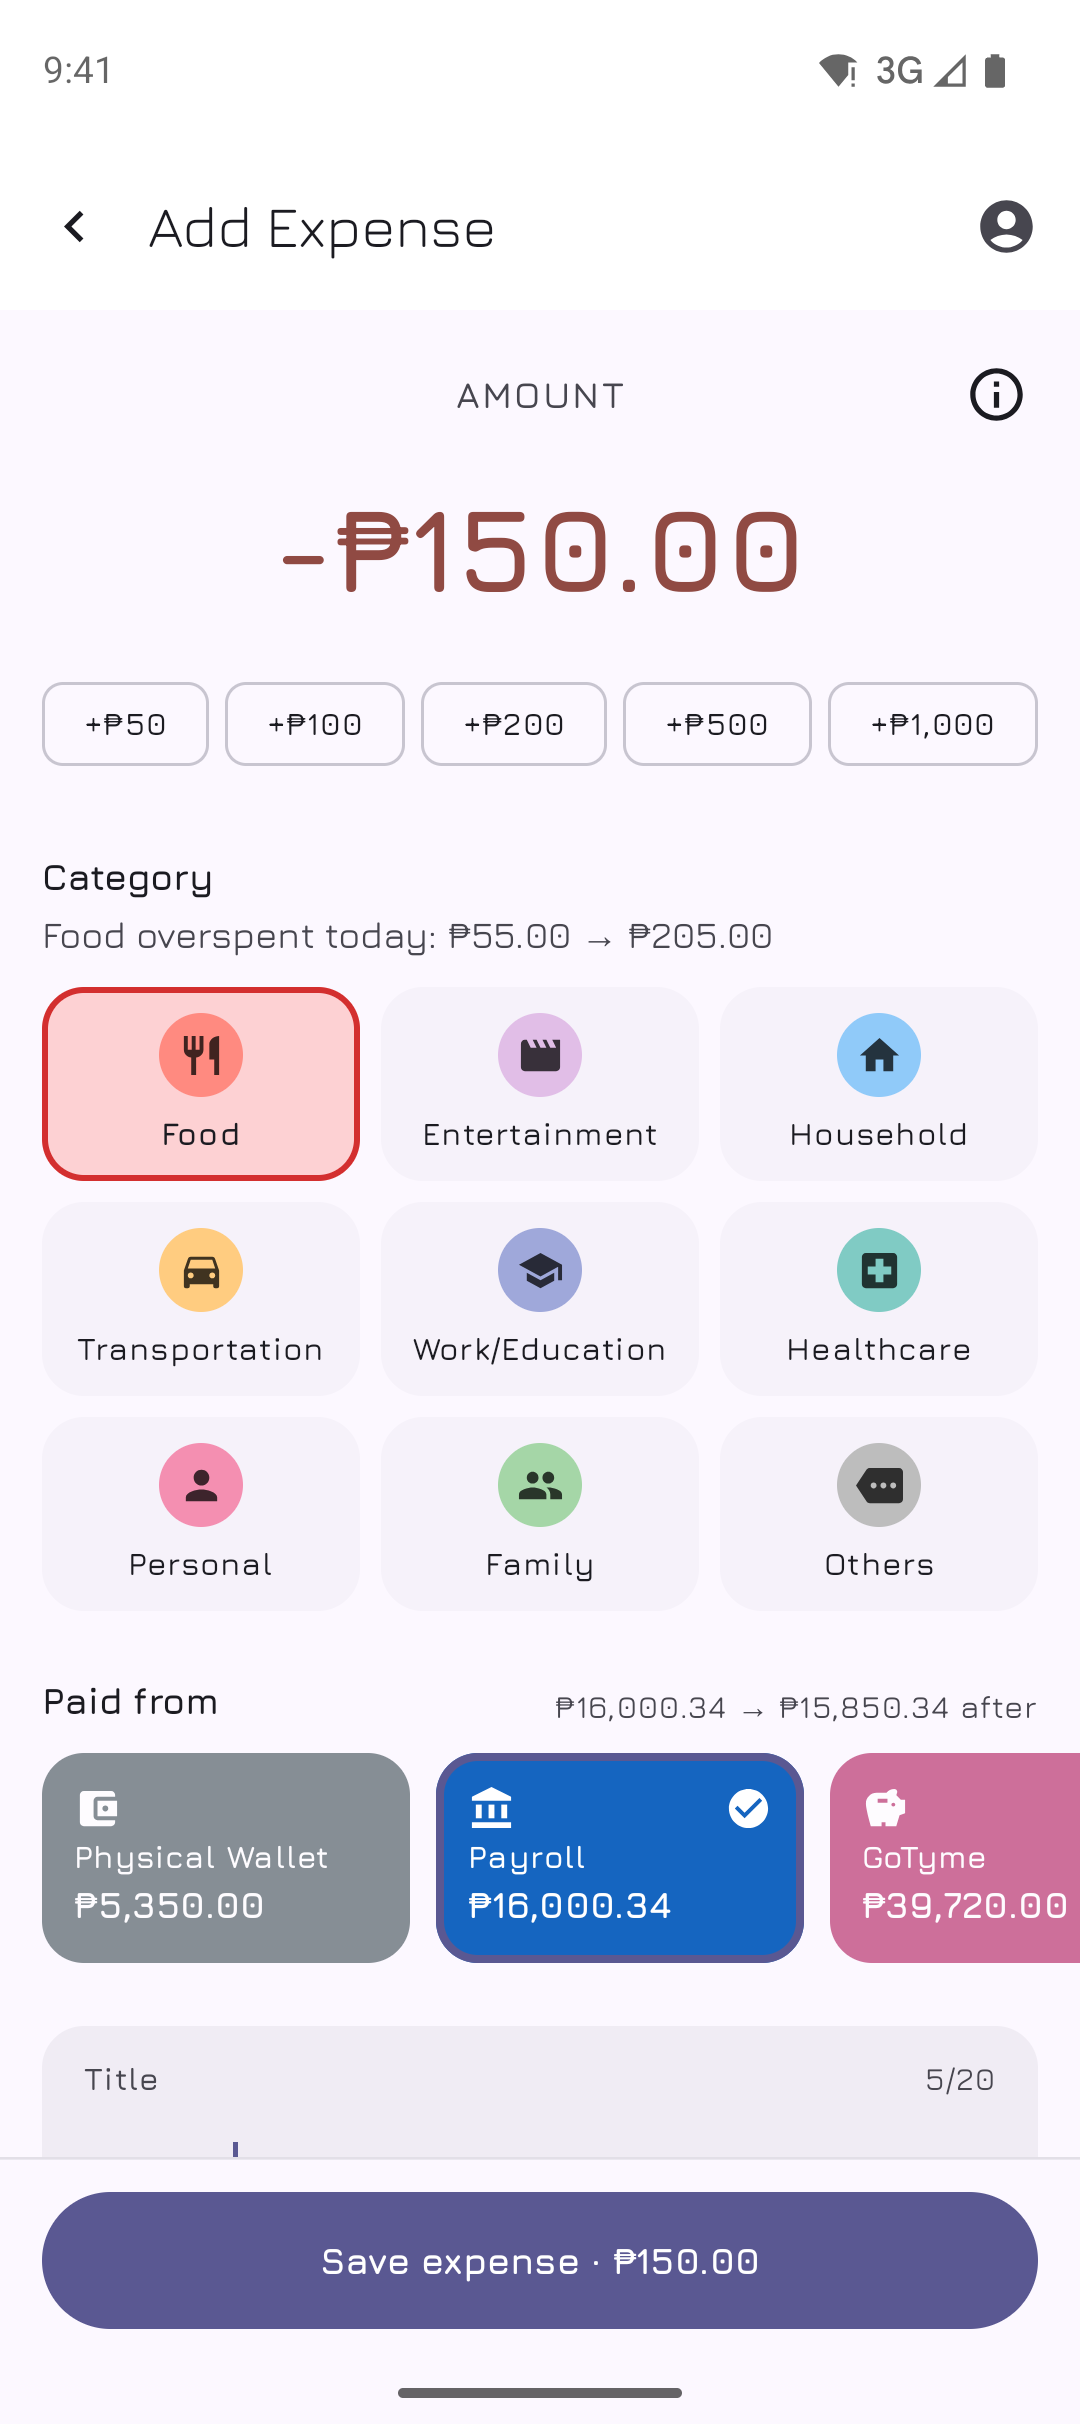 9:41
3G
Add Expense
AMOUNT
-₱150.00
+₱50
+₱100
+₱200
+₱500
+₱1,000
Category
Food overspent today: ₱55.00 → ₱205.00
Food
Entertainment
Household
Transportation
Work/Education
Healthcare
Personal
Family
Others
Paid from
₱16,000.34 → ₱15,850.34 after
Physical Wallet
₱5,350.00
Payroll
₱16,000.34
GoTyme
₱39,720.00
Title
5/20
Save expense · ₱150.00